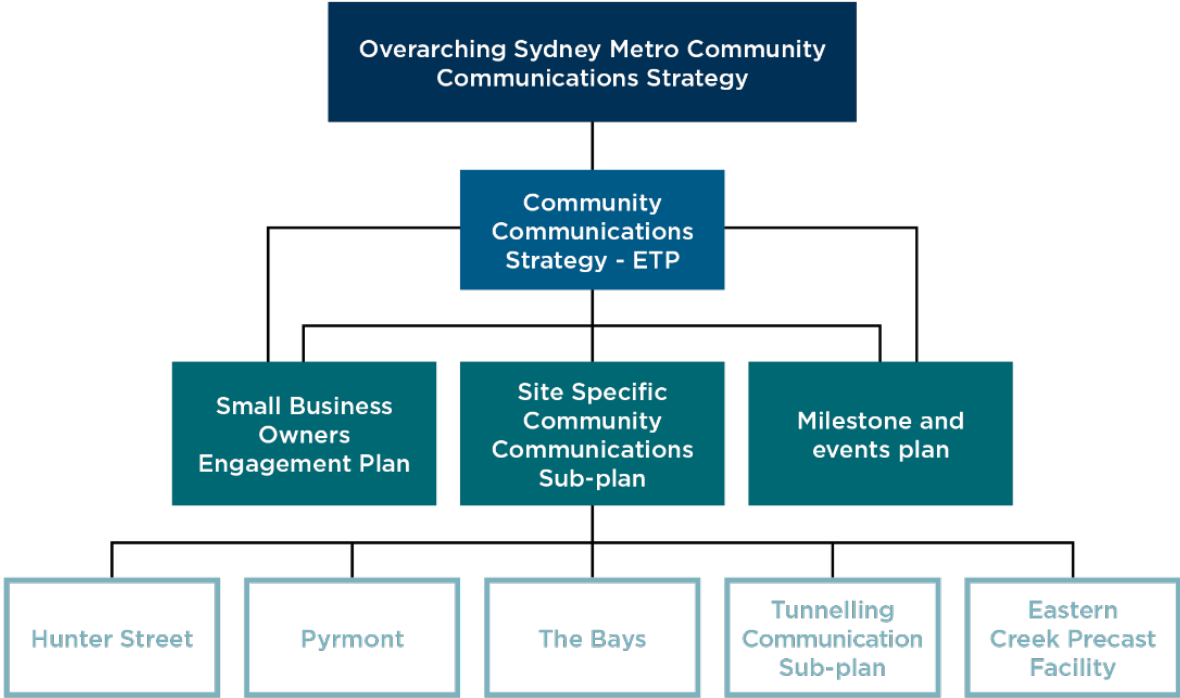 Overarching Sydney Metro Community
Communications Strategy
Community
Communications
Strategy - ETP
Small Business
Owners
Engagement Plan
Site Specific
Community
Communications
Sub-plan
Milestone and
events plan
Hunter Street
Pyrmont
The Bays
Tunnelling
Communication
Sub-plan
Eastern
Creek Precast
Facility